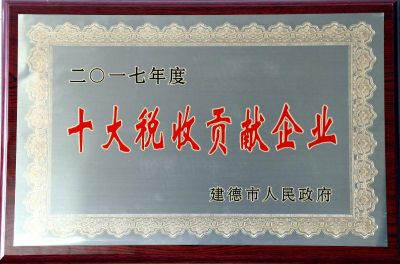 二〇一七年度
十大税收贡献企业
建德市人民政府